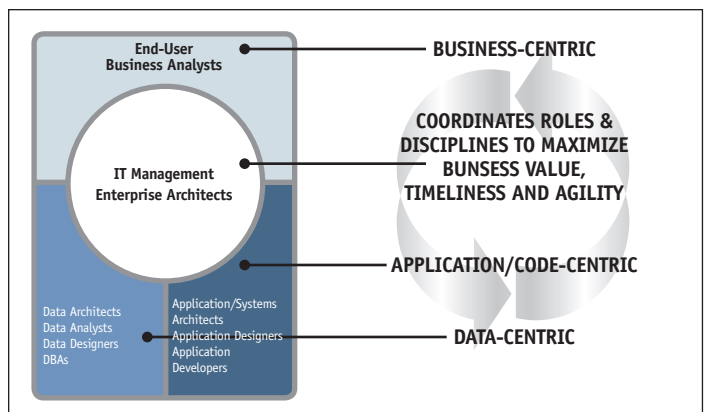 End-User
Business Analysts
BUSINESS-CENTRIC
COORDINATES ROLES &
DISCIPLINES TO MAXIMIZE
BUNSESS VALUE,
TIMELINESS AND AGILITY
IT Management
Enterprise Architects
APPLICATION/CODE-CENTRIC
Data Architects
Data Analysts
Data Designers
DBAs
Application/Systems
Architects
Application Designers
Application
Developers
DATA-CENTRIC